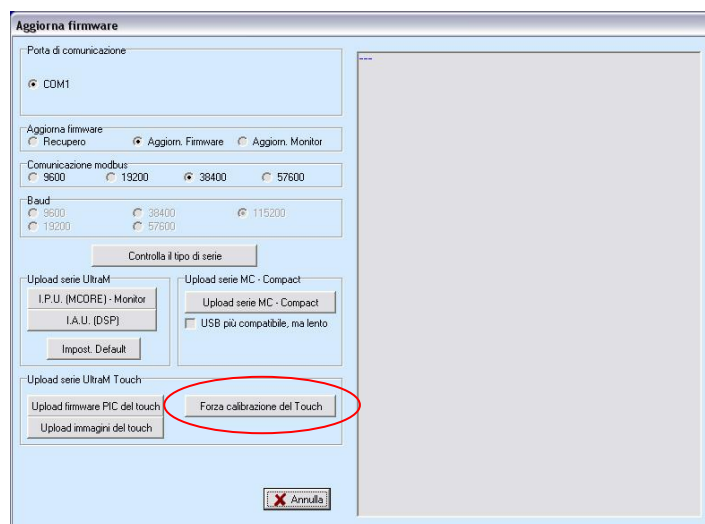 Aggiorna firmware
Porta di comunicazione
COM1
---
Aggiorna firmware
Recupero Aggiorn. Firmware Aggiorn. Monitor
Comunicazione modbus
9600 19200 38400 57600
Baud
9600 38400 115200
19200 57600
Controlla il tipo di serie
Upload serie UltraM
I.P.U. (MCORE) - Monitor
I.A.U. (DSP)
Impost. Default
Upload serie MC - Compact
Upload serie MC - Compact
USB più compatibile, ma lento
Upload serie UltraM Touch
Upload firmware PIC del touch
Forza calibrazione del Touch
Upload immagini del touch
Annulla